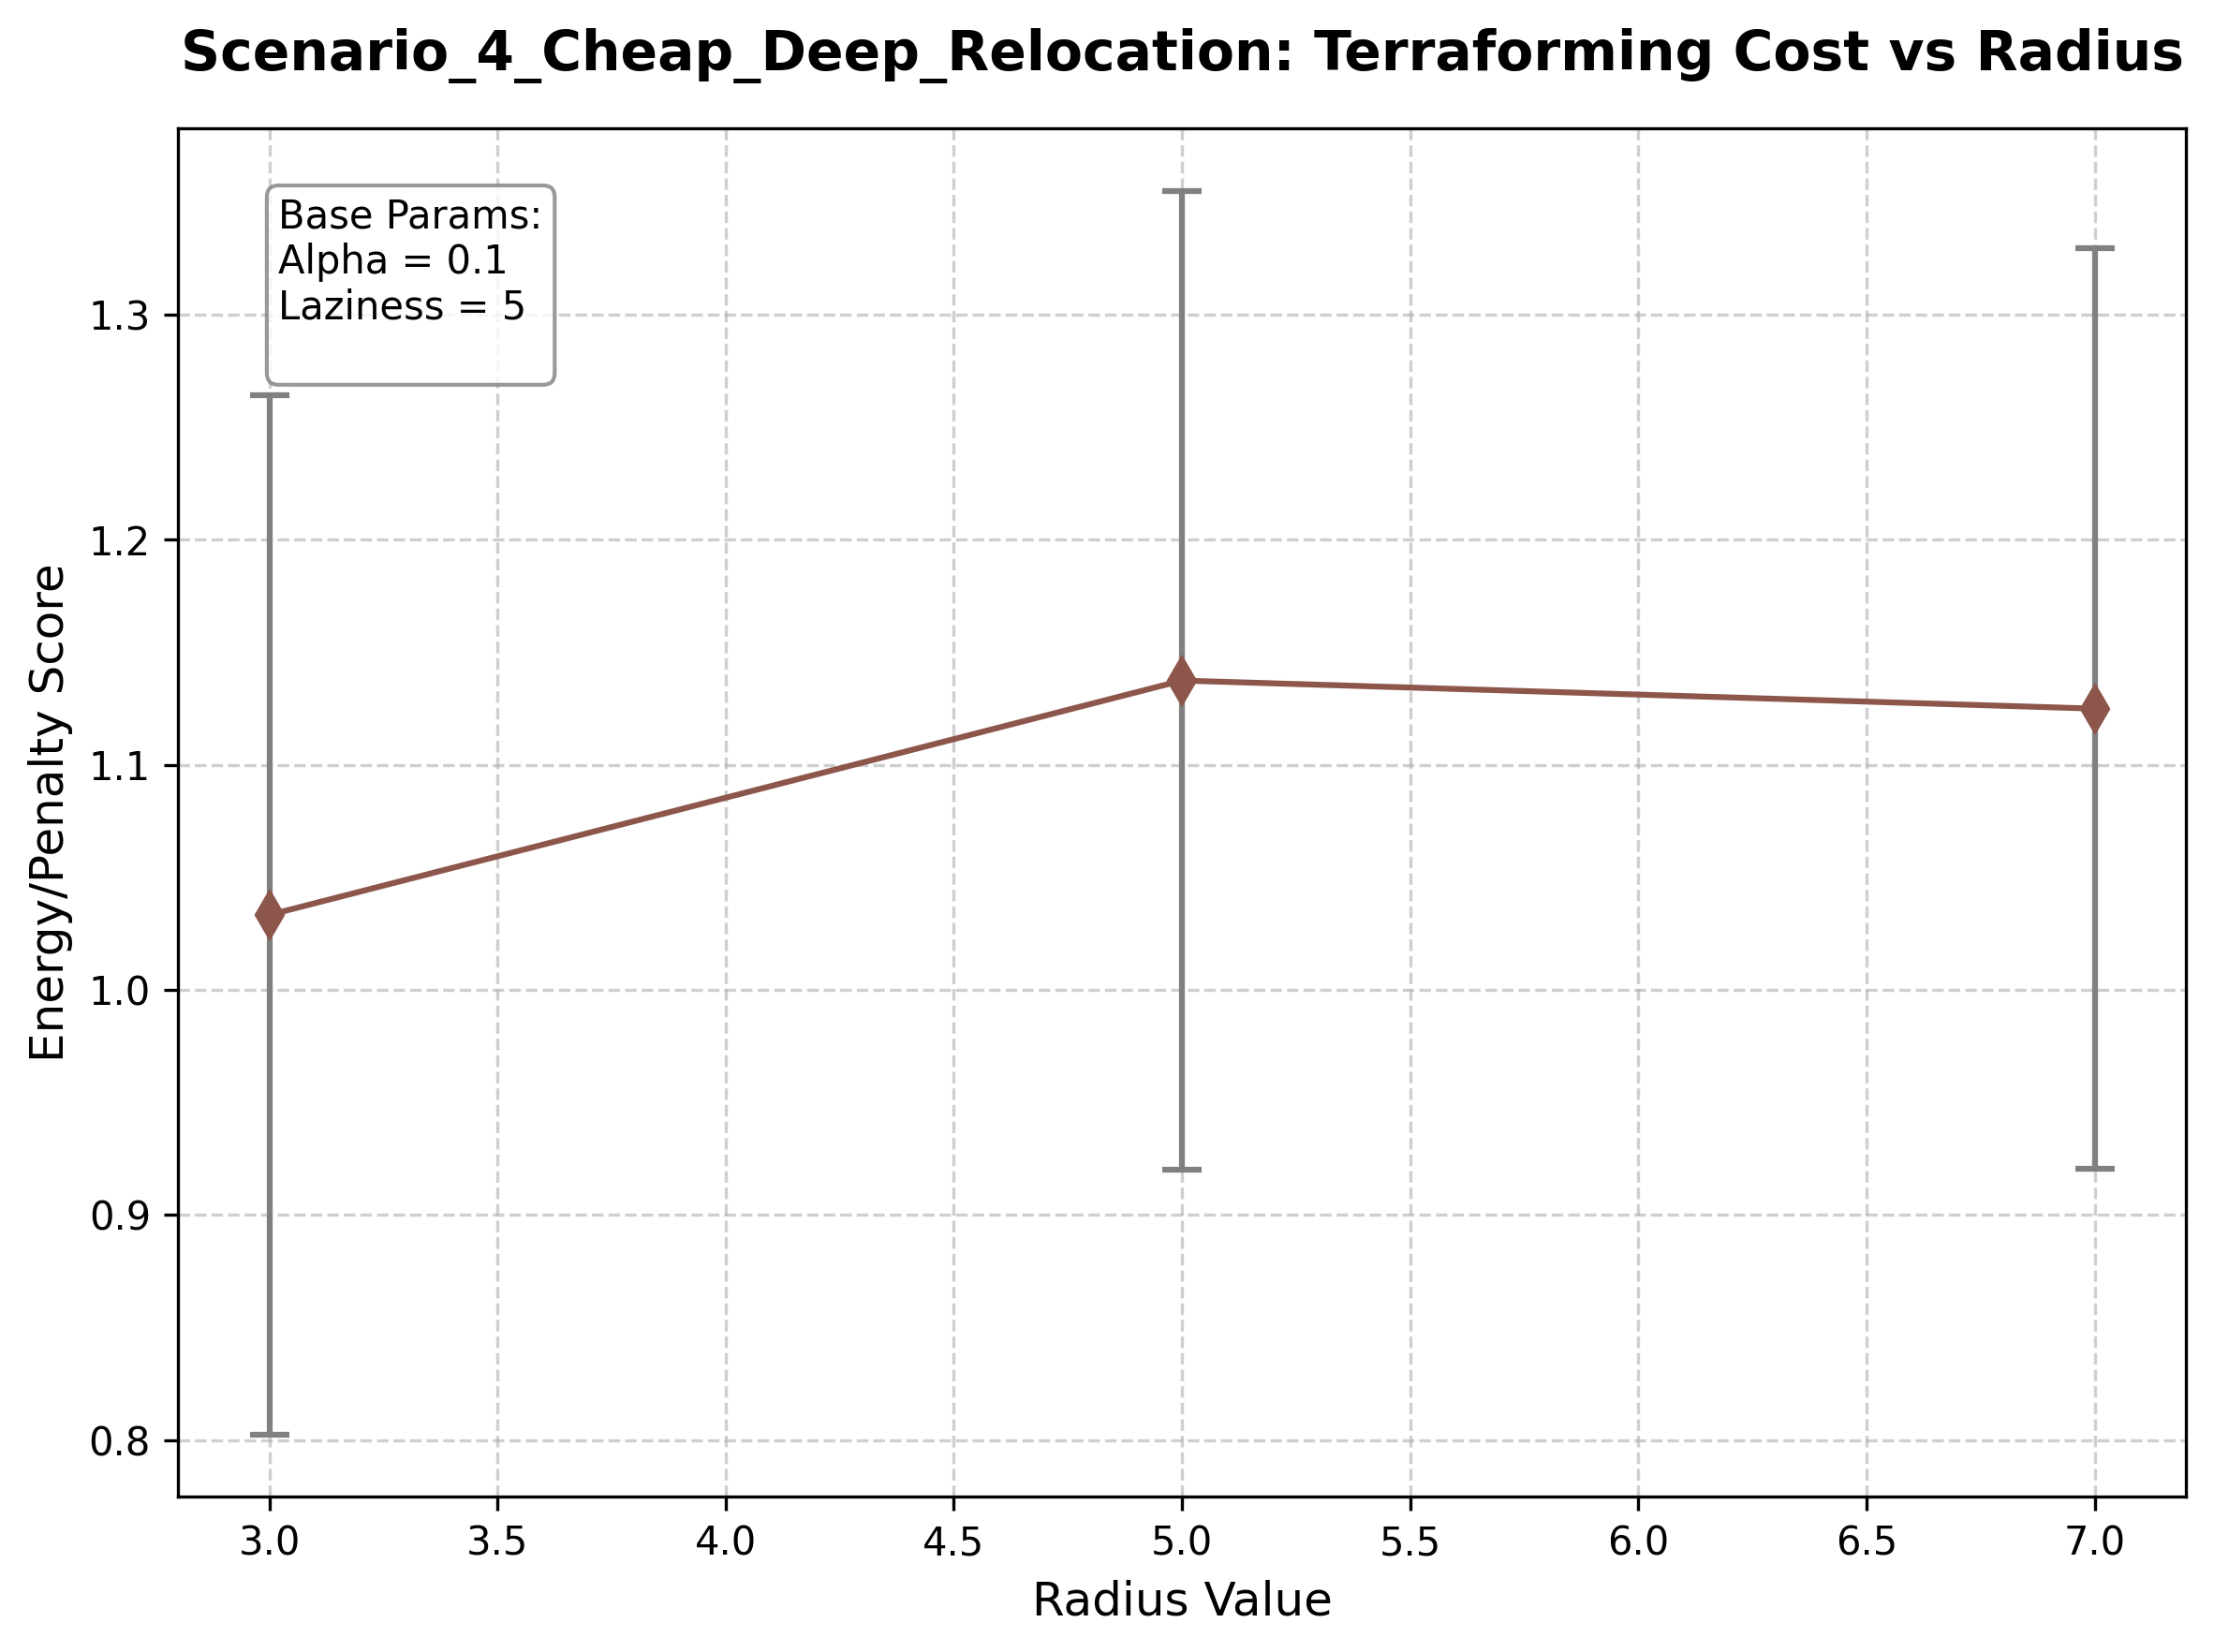 Scenario_4_Cheap_Deep_Relocation: Terraforming Cost vs Radius
Base Params:
Alpha = 0.1
Laziness = 5
Energy/Penalty Score
1.3
1.2
1.1
1.0
0.9
0.8
3.0 3.5 4.0 4.5 5.0 5.5 6.0 6.5 7.0
Radius Value